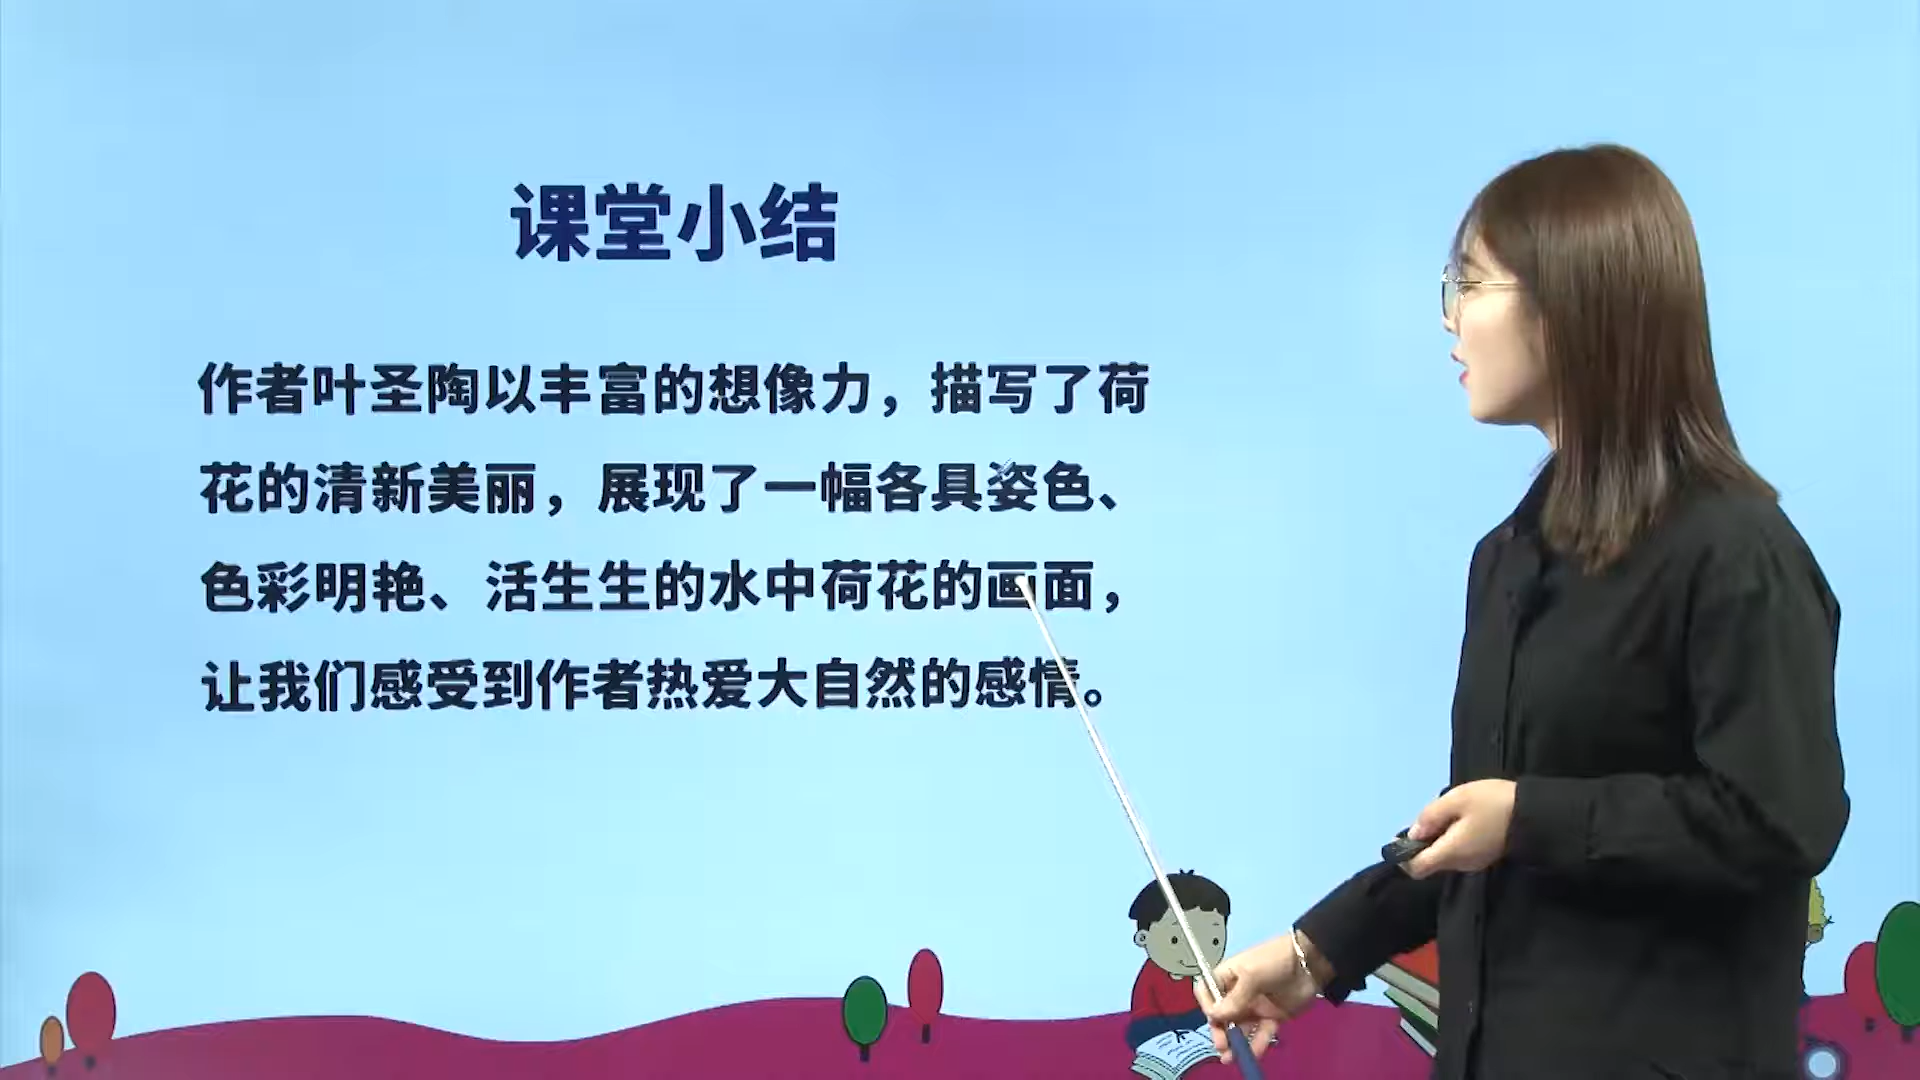 课堂小结
作者叶圣陶以丰富的想像力，描写了荷
花的清新美丽，展现了一幅各具姿色、
色彩明艳、活生生的水中荷花的画面，
让我们感受到作者热爱大自然的感情。